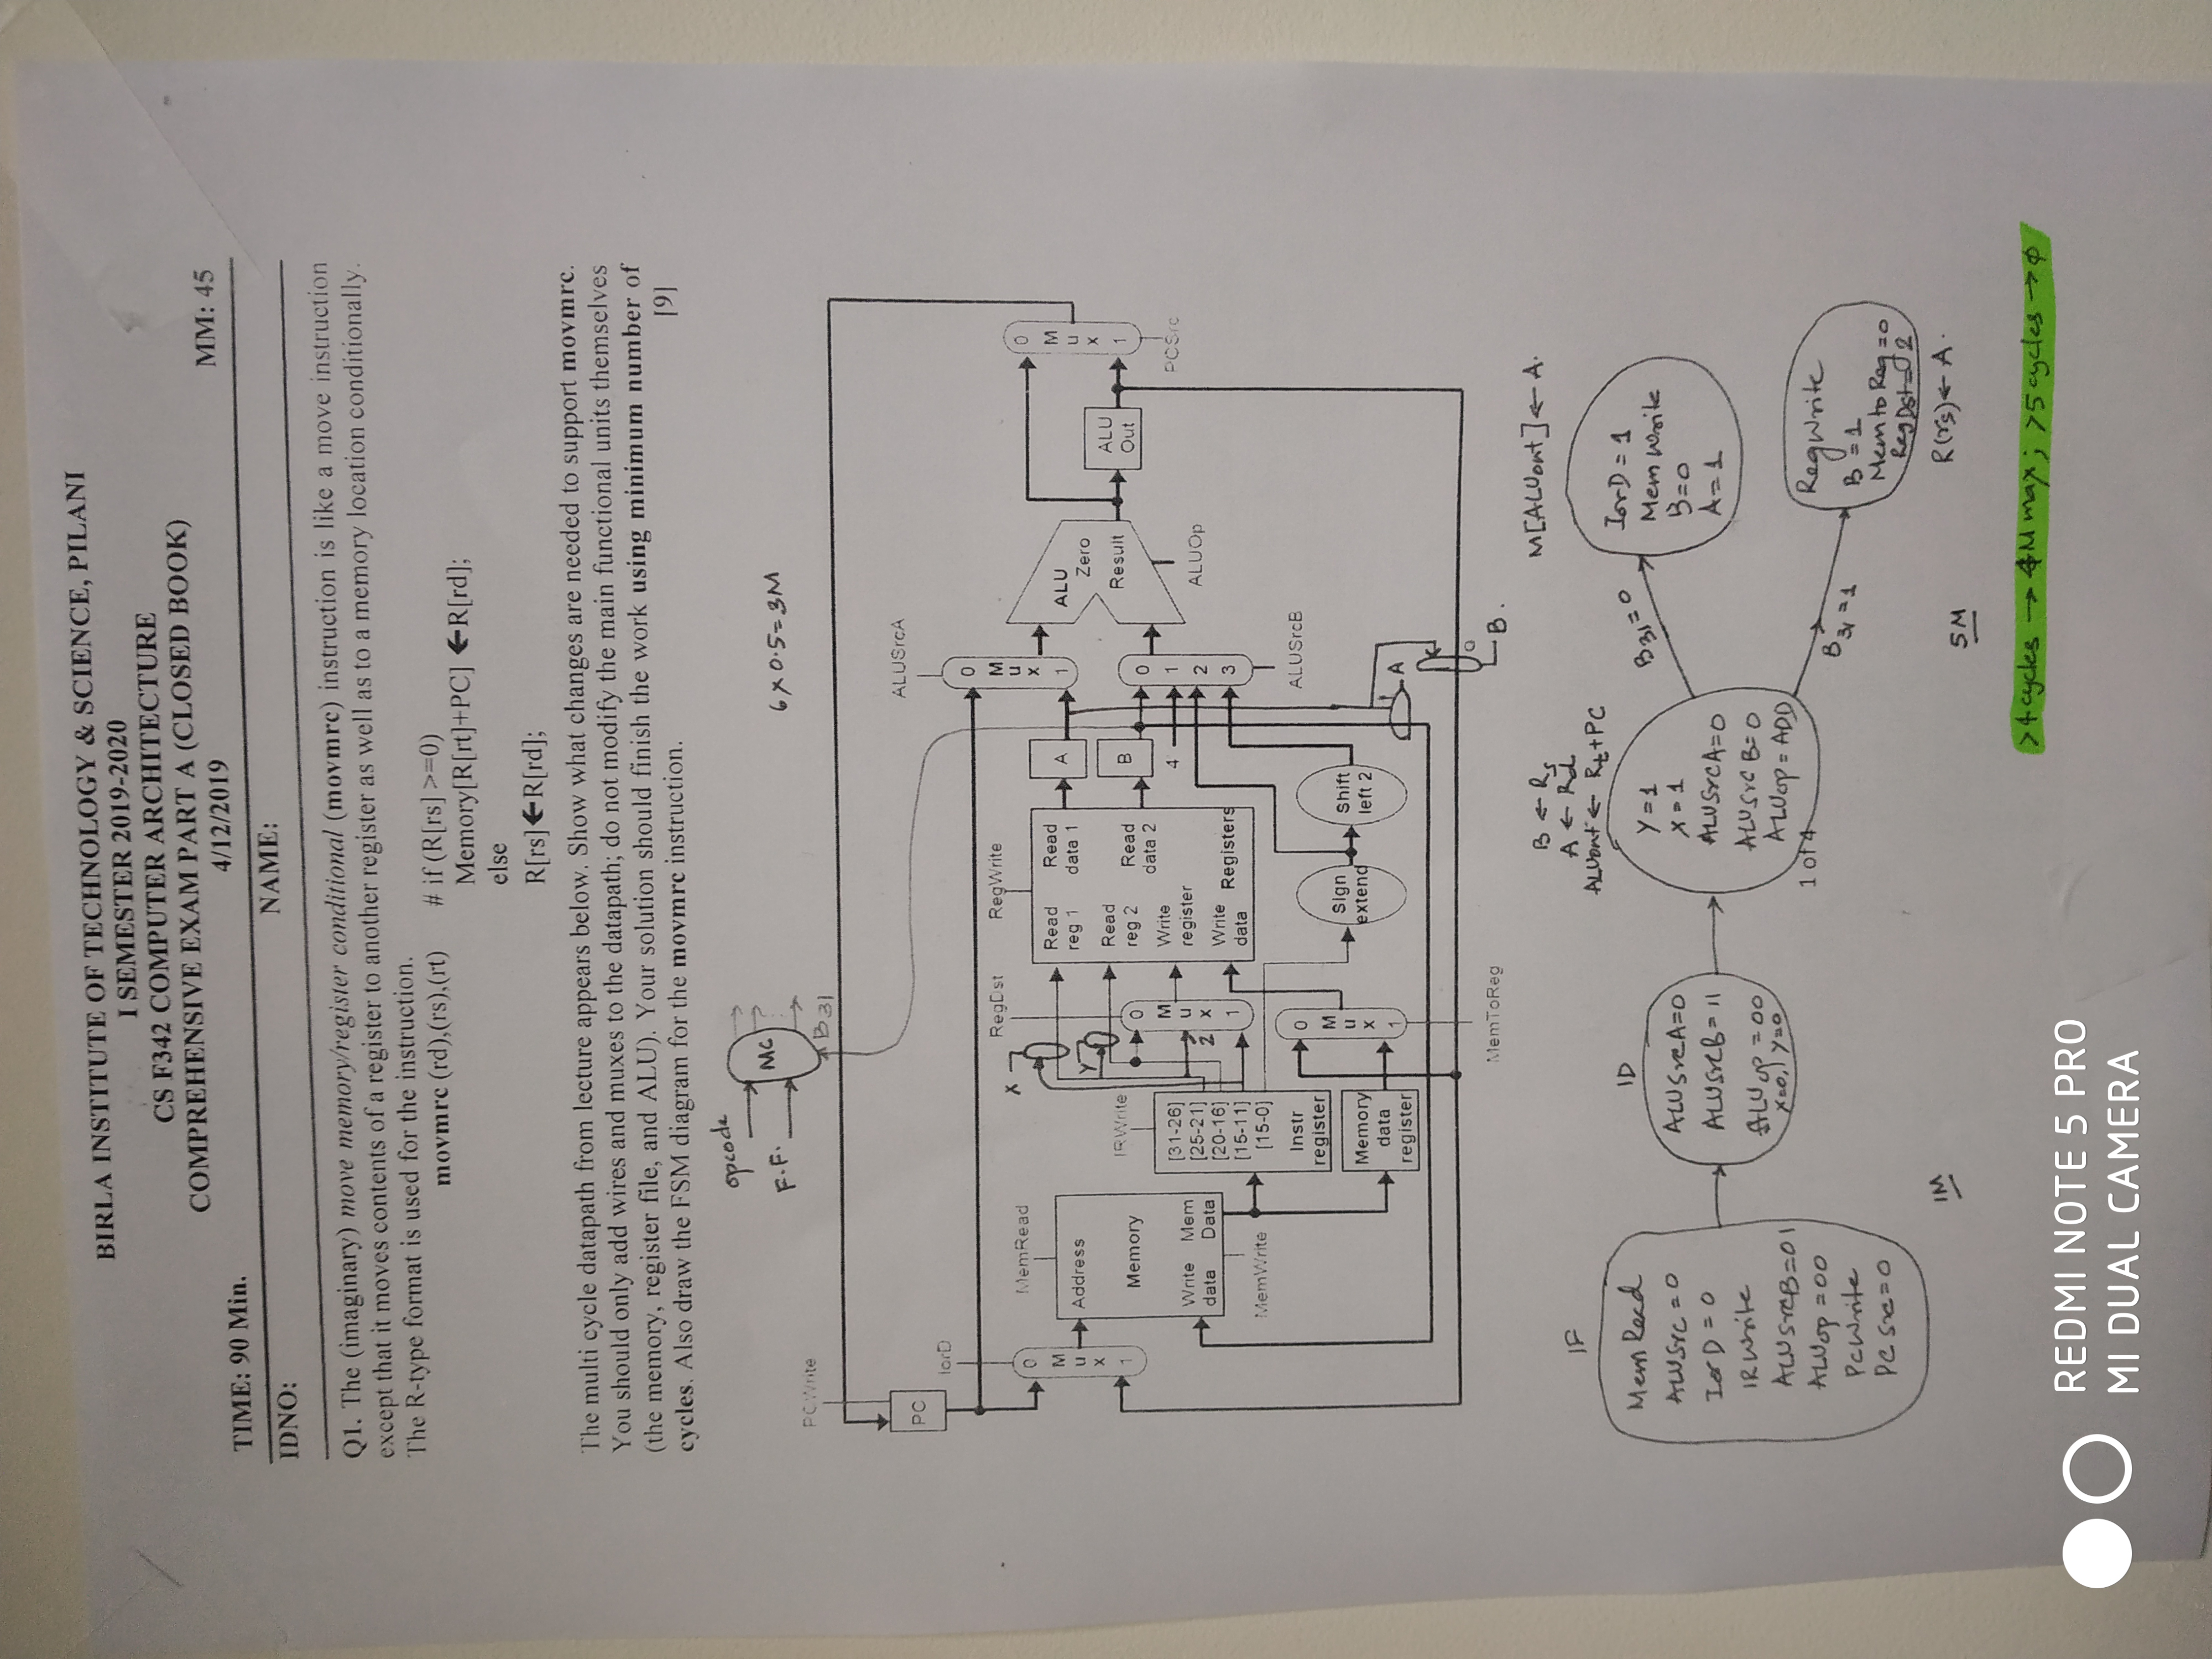 BIRLA INSTITUTE OF TECHNOLOGY & SCIENCE, PILANI
I SEMESTER 2019-2020
CS F342 COMPUTER ARCHITECTURE
COMPREHENSIVE EXAM PART A (CLOSED BOOK)
TIME: 90 Min.
4/12/2019
MM: 45
IDNO:
NAME:
Q1. The (imaginary) move memory/register conditional (movmrc) instruction is like a move instruction
except that it moves contents of a register to another register as well as to a memory location conditionally.
The R-type format is used for the instruction.
movmrc (rd),(rs),(rt) # if (R[rs] >=0)
Memory[R[rt]+PC] ←R[rd];
else
R[rs]←R[rd];
The multi cycle datapath from lecture appears below. Show what changes are needed to support movmrc.
You should only add wires and muxes to the datapath; do not modify the main functional units themselves
(the memory, register file, and ALU). Your solution should finish the work using minimum number of
cycles. Also draw the FSM diagram for the movmrc instruction.
[9]
opcode
F.F.
MC
B31
6 x 0.5 = 3M
PCWrite
PC
IorD
0
M
u
x
1
MemRead
Address
Memory
Write data
Mem Data
MemWrite
IRWrite
[31-26]
[25-21]
[20-16]
[15-11]
[15-0]
Instr
register
Memory
data
register
X
Y
RegDst
0
M
u
x
1
2
0
M
u
x
1
MemToReg
RegWrite
Read reg 1
Read data 1
Read reg 2
Read data 2
Write register
Write data
Registers
Sign
extend
Shift
left 2
A
B
4
ALUSrcA
0
M
u
x
1
0
1
2
3
ALUSrcB
ALU
Zero
Result
ALUOp
ALU
Out
0
M
u
x
1
PCSrc
1
A
0
B.
IF
MemRead
ALUSrc = 0
IorD = 0
IRWrite
ALUSrcB=01
ALUop = 00
PCWrite
PCSrc = 0
ID
ALUSrcA=0
ALUSrcB = 11
ALUop = 00
X=0, Y=0
B ← Rs
A ← Rd
ALUout ← Rt+PC
Y = 1
X = 1
ALUSrcA=0
ALUSrcB=0
ALUop = ADD
1 of 4
B31=0
B31=1
M[ALUout] ← A.
IorD = 1
MemWrite
B=0
A=1
RegWrite
B = 1
MemtoReg=0
RegDst=2
R(rs) ← A.
1M
5M
>4 cycles → 4M max; >5 cycles → φ
REDMI NOTE 5 PRO
MI DUAL CAMERA